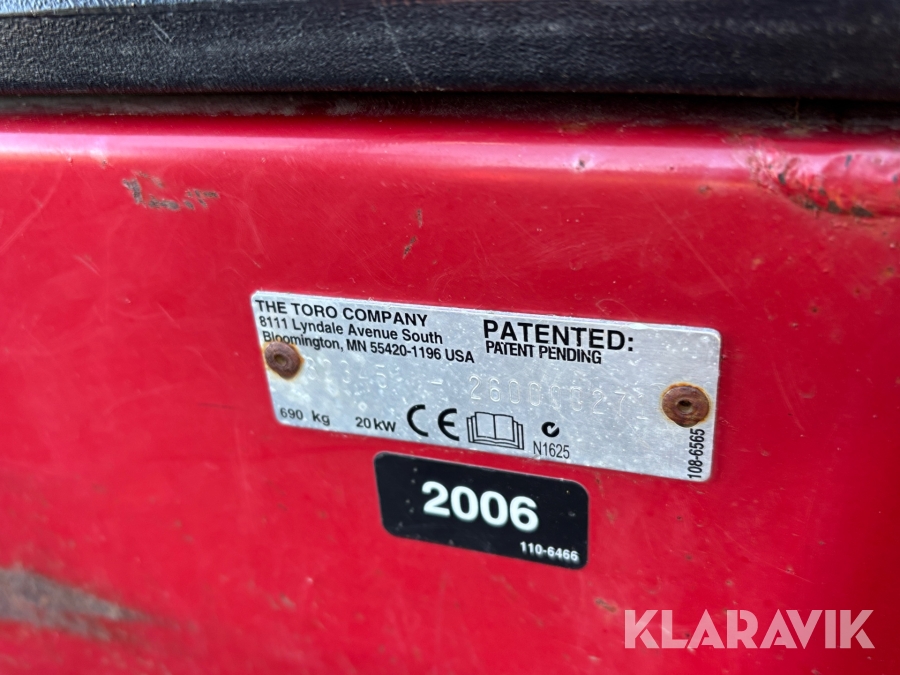 THE TORO COMPANY
8111 Lyndale Avenue South
Bloomington, MN 55420-1196 USA
PATENTED:
PATENT PENDING
690 kg 20 kW CE
N1625
108-6565
2006
110-6466
KLARAVIK